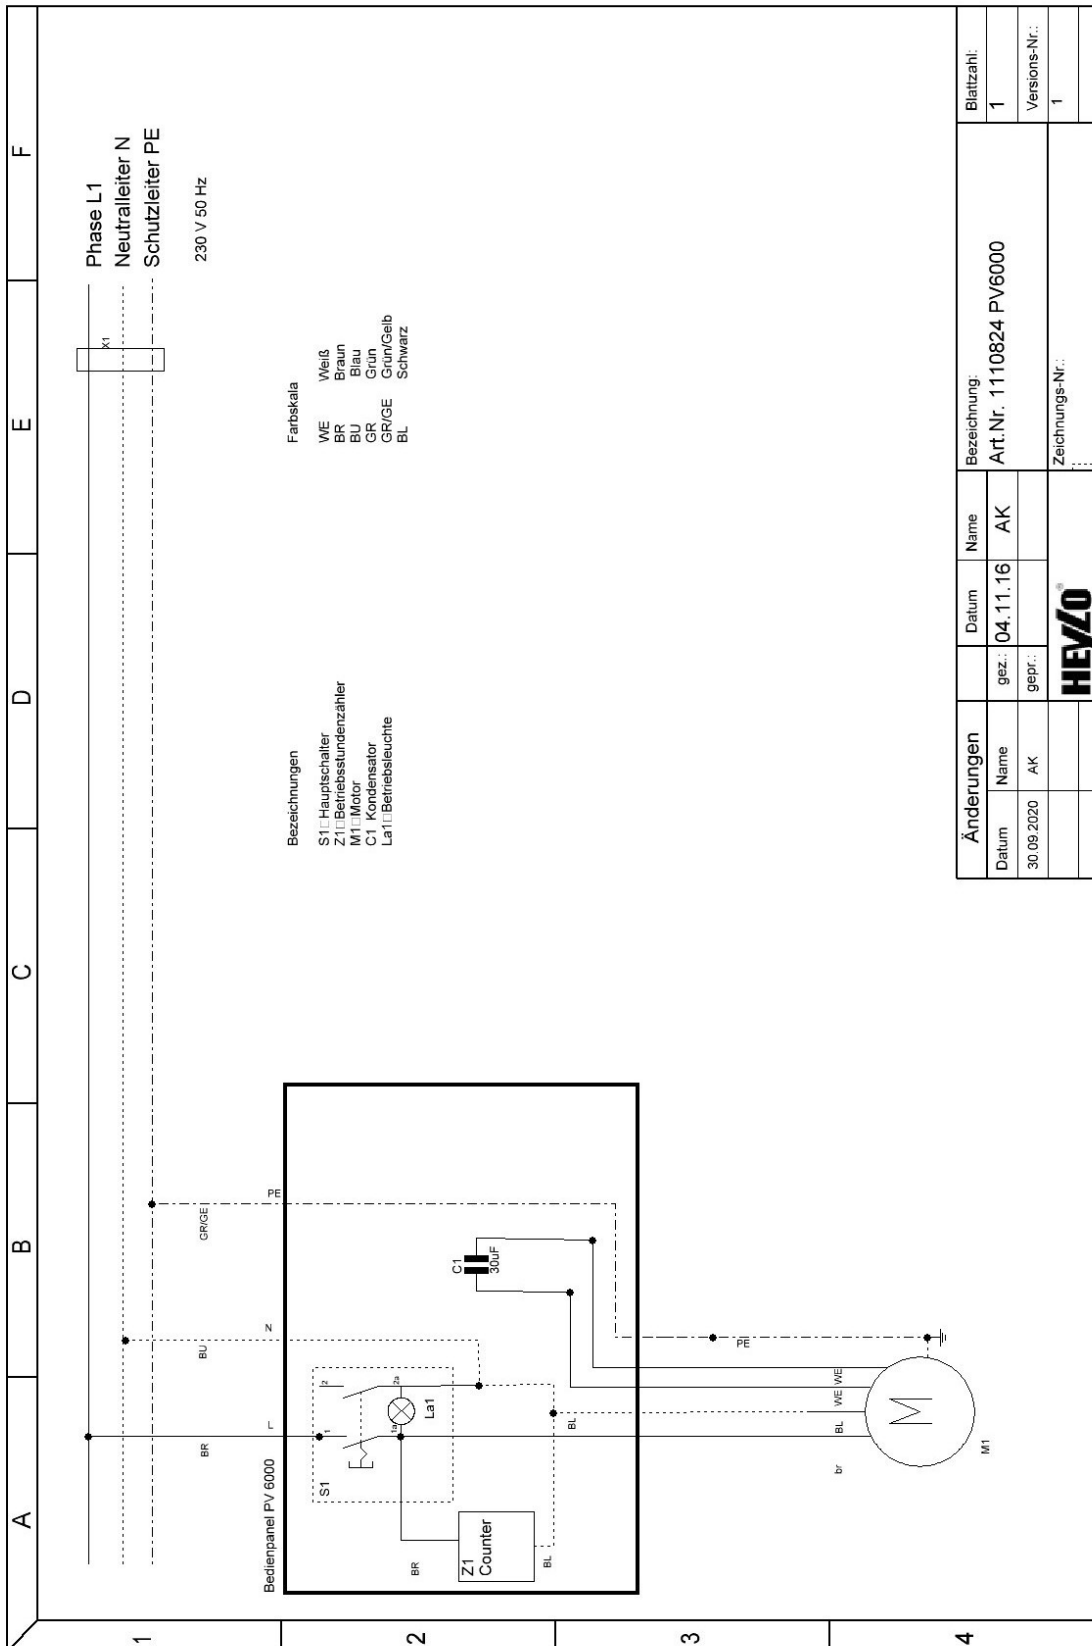 A
B
C
D
E
F
1
2
3
4
Phase L1
Neutralleiter N
Schutzleiter PE
230 V 50 Hz
X1
Bezeichnungen
S1□Hauptschalter
Z1□Betriebsstundenzähler
M1□Motor
C1 Kondensator
La1□Betriebsleuchte
Farbskala
WE Weiß
BR Braun
BU Blau
GR Grün
GR/GE Grün/Gelb
BL Schwarz
BR
BU
GR/GE
Bedienpanel PV 6000
L
N
PE
S1
1
2
1a
2a
La1
C1
30uF
BR
Z1
Counter
BL
BL
PE
br
BL
WE
WE
M
M1
Änderungen
Datum
Name
30.09.2020
AK
Datum
Name
gez.:
04.11.16
AK
gepr.:
HEYLO®
Bezeichnung:
Art.Nr. 1110824 PV6000
Zeichnungs-Nr.:
Blattzahl:
1
Versions-Nr.:
1